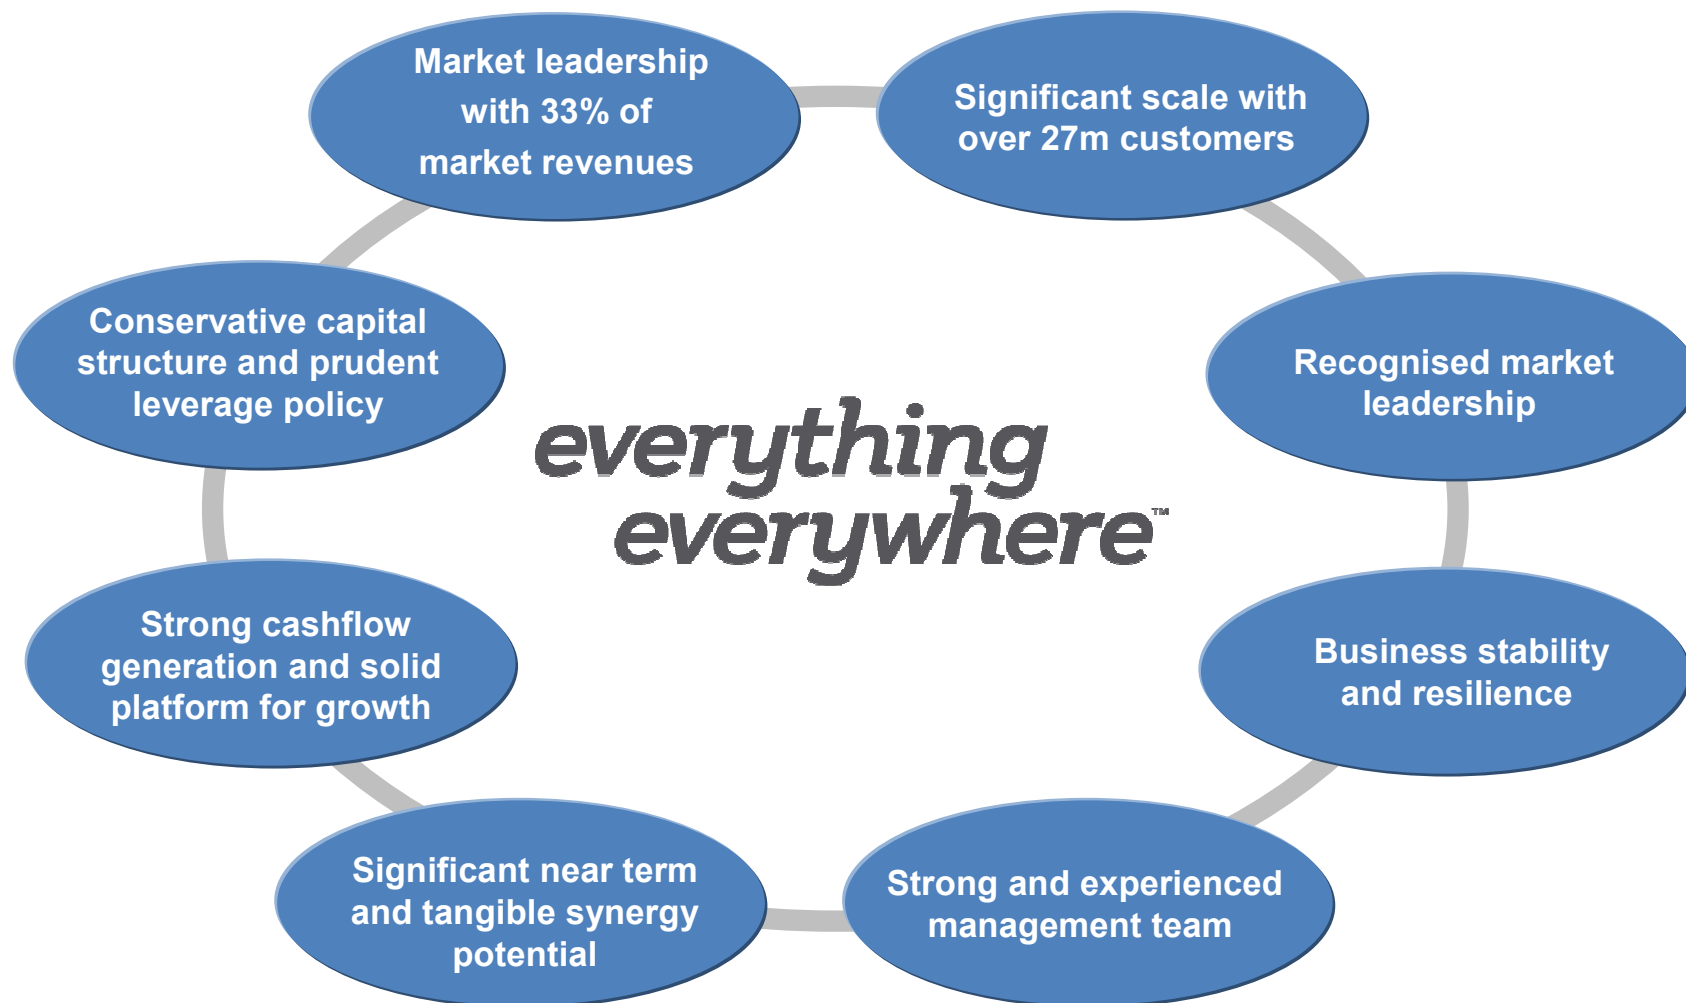 Market leadership
with 33% of
market revenues
Significant scale with
over 27m customers
Recognised market
leadership
Business stability
and resilience
Strong and experienced
management team
Significant near term
and tangible synergy
potential
Strong cashflow
generation and solid
platform for growth
Conservative capital
structure and prudent
leverage policy
everything
everywhere™